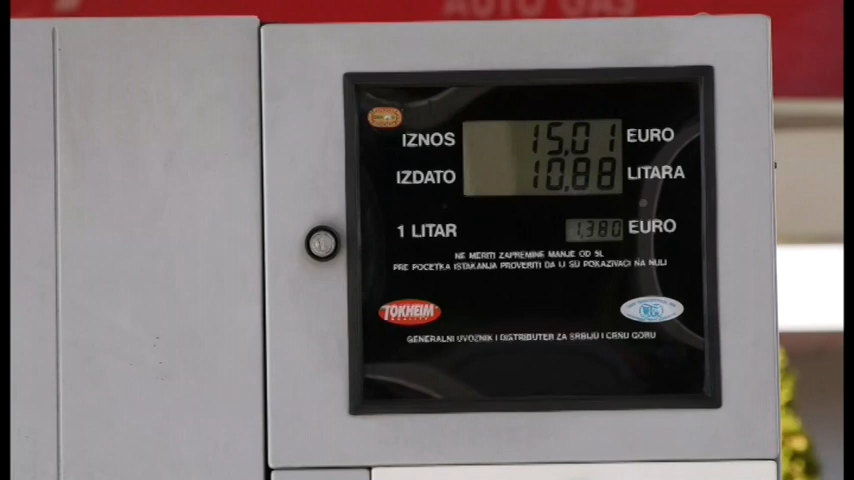 AUTO GAS
IZNOS 15,01 EURO
IZDATO 10,88 LITARA
1 LITAR 1,380 EURO
NE MERITI ZAPREMINE MANJE OD 5L
PRE POCETKA ISTAKANJA PROVERITI DA LI SU POKAZIVACI NA NULI
TOKHEIM
GENERALNI UVOZNIK I DISTRIBUTER ZA SRBIJU I CRNU GORU